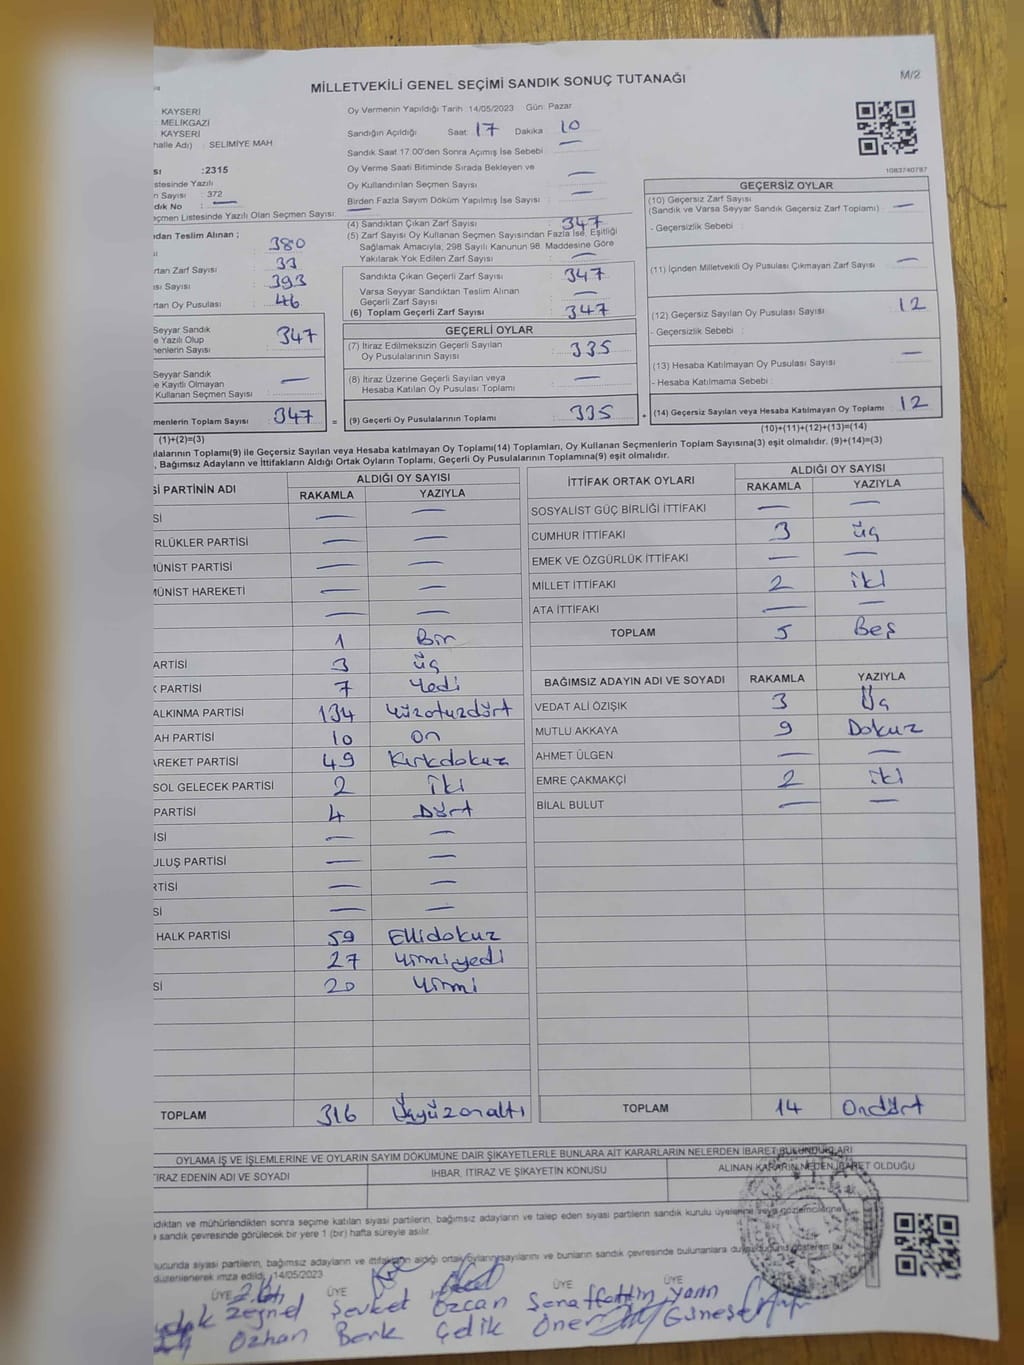 MİLLETVEKİLİ GENEL SEÇİMİ SANDIK SONUÇ TUTANAĞI
M/2
KAYSERİ
MELİKGAZİ
: KAYSERİ
halle Adı) : SELİMİYE MAH
:2315
stesinde Yazılı
n Sayısı : 372
dık No : —
eçmen Listesinde Yazılı Olan Seçmen Sayısı: —
Oy Vermenin Yapıldığı Tarih :14/05/2023 Gün: Pazar
Sandığın Açıldığı Saat: 17 Dakika : 10
Sandık Saat 17:00'den Sonra Açımış İse Sebebi : —
Oy Verme Saati Bitiminde Sırada Bekleyen ve
Oy Kullandırılan Seçmen Sayısı : —
Birden Fazla Sayım Döküm Yapılmış İse Sayısı : —
ndan Teslim Alınan ;
380
rtan Zarf Sayısı : 33
ısı Sayısı : 393
rtan Oy Pusulası : 46
Seyyar Sandık
e Yazılı Olup
menlerin Sayısı : 347
Seyyar Sandık
e Kayıtlı Olmayan
Kullanan Seçmen Sayısı : —
menlerin Toplam Sayısı : 347 =
(1)+(2)=(3)
(4) Sandıktan Çıkan Zarf Sayısı : 347
(5) Zarf Sayısı Oy Kullanan Seçmen Sayısından Fazla İse, Eşitliği
Sağlamak Amacıyla; 298 Sayılı Kanunun 98. Maddesine Göre
Yakılarak Yok Edilen Zarf Sayısı : —
Sandıkta Çıkan Geçerli Zarf Sayısı : 347
Varsa Seyyar Sandıktan Teslim Alınan
Geçerli Zarf Sayısı : —
(6) Toplam Geçerli Zarf Sayısı : 347
GEÇERLİ OYLAR
(7) İtiraz Edilmeksizin Geçerli Sayılan
Oy Pusulalarının Sayısı : 335
(8) İtiraz Üzerine Geçerli Sayılan veya
Hesaba Katılan Oy Pusulası Toplamı : —
(9) Geçerli Oy Pusulalarının Toplamı : 335 +
1083740787
GEÇERSİZ OYLAR
(10) Geçersiz Zarf Sayısı
(Sandık ve Varsa Seyyar Sandık Geçersiz Zarf Toplamı) : —
- Geçersizlik Sebebi :
(11) İçinden Milletvekili Oy Pusulası Çıkmayan Zarf Sayısı : —
(12) Geçersiz Sayılan Oy Pusulası Sayısı : 12
- Geçersizlik Sebebi :
(13) Hesaba Katılmayan Oy Pusulası Sayısı : —
- Hesaba Katılmama Sebebi :
(14) Geçersiz Sayılan veya Hesaba Katılmayan Oy Toplamı : 12
(10)+(11)+(12)+(13)=(14)
ılalarının Toplamı(9) ile Geçersiz Sayılan veya Hesaba katılmayan Oy Toplamı(14) Toplamları, Oy Kullanan Seçmenlerin Toplam Sayısına(3) eşit olmalıdır. (9)+(14)=(3)
, Bağımsız Adayların ve İttifakların Aldığı Ortak Oyların Toplamı, Geçerli Oy Pusulalarının Toplamına(9) eşit olmalıdır.
Sİ PARTİNİN ADI ALDIĞI OY SAYISI
RAKAMLA YAZIYLA
Sİ — —
RLÜKLER PARTİSİ — —
ÜNİST PARTİSİ — —
ÜNİST HAREKETİ — —
— —
1 Bir
ARTİSİ 3 üç
K PARTİSİ 7 Yedi
ALKINMA PARTİSİ 134 Yüzotuzdört
AH PARTİSİ 10 on
AREKET PARTİSİ 49 Kırkdokuz
SOL GELECEK PARTİSİ 2 İki
PARTİSİ 4 Dört
İSİ — —
ULUŞ PARTİSİ — —
RTİSİ — —
Sİ — —
HALK PARTİSİ 59 Ellidokuz
27 Yirmiyedi
Sİ 20 Yirmi
TOPLAM 316 Üçyüzonaltı
İTTİFAK ORTAK OYLARI ALDIĞI OY SAYISI
RAKAMLA YAZIYLA
SOSYALİST GÜÇ BİRLİĞİ İTTİFAKI — —
CUMHUR İTTİFAKI 3 üç
EMEK VE ÖZGÜRLÜK İTTİFAKI — —
MİLLET İTTİFAKI 2 iki
ATA İTTİFAKI — —
TOPLAM 5 Beş
BAĞIMSIZ ADAYIN ADI VE SOYADI RAKAMLA YAZIYLA
VEDAT ALİ ÖZIŞIK 3 Üç
MUTLU AKKAYA 9 Dokuz
AHMET ÜLGEN — —
EMRE ÇAKMAKÇİ 2 iki
BİLAL BULUT — —
TOPLAM 14 Ondört
OYLAMA İŞ VE İŞLEMLERİNE VE OYLARIN SAYIM DÖKÜMÜNE DAİR ŞİKAYETLERLE BUNLARA AİT KARARLARIN NELERDEN İBARET BULUNDUKLARI
TİRAZ EDENİN ADI VE SOYADI İHBAR, İTİRAZ VE ŞİKAYETİN KONUSU ALINAN KARARIN NEDEN İBARET OLDUĞU
ndıktan ve mühürlendikten sonra seçime katılan siyasi partilerin, bağımsız adayların ve talep eden siyasi partilerin sandık kurulu üyelerine veya gözlemcilerine
sandık çevresinde görülecek bir yere 1 (bir) hafta süreyle asılır.
ucunda siyasi partilerin, bağımsız adayların ve ittifakların aldığı ortak oyların sayılarını ve bunların sandık çevresinde bulunanlara duyulduğunu gösteren bu
düzenlenerek imza edildi. 14/05/2023
ÜYE ÜYE ÜYE ÜYE
Zeynel Şevket Özcan Yasin
Özhan Berk Çedik Öner Güneş